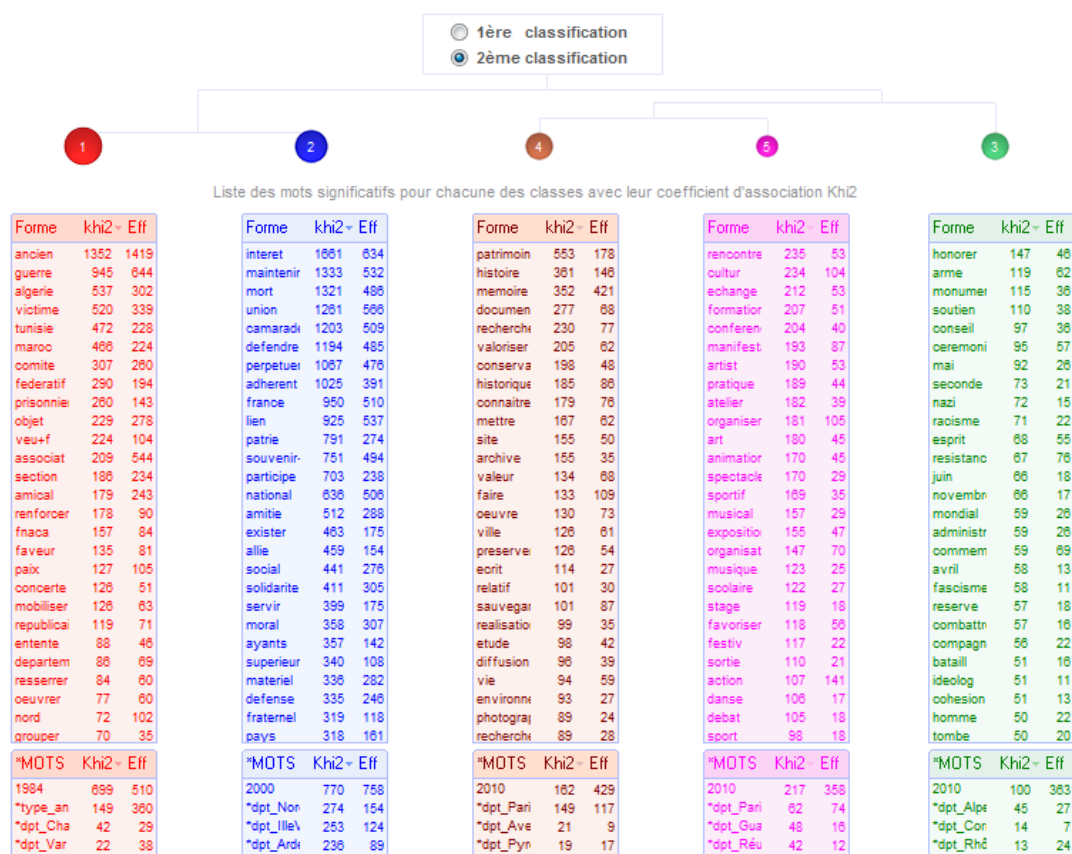 1ère classification
2ème classification
1 2 4 5 3
Liste des mots significatifs pour chacune des classes avec leur coefficient d'association Khi2
Forme khi2 Eff
ancien 1352 1419
guerre 945 644
algerie 537 302
victime 520 339
tunisie 472 228
maroc 466 224
comite 307 260
federatif 290 194
prisonnie 260 143
objet 229 278
veu+f 224 104
associat 209 544
section 186 234
amical 179 243
renforcer 178 90
fnaca 157 84
faveur 135 81
paix 127 105
concerte 126 51
mobiliser 126 63
republicai 119 71
entente 88 46
departem 86 69
resserrer 84 60
oeuvrer 77 60
nord 72 102
grouper 70 35
*MOTS Khi2 Eff
1984 699 510
*type_an 149 360
*dpt_Cha 42 29
*dpt_Var 22 38
Forme khi2 Eff
interet 1661 634
maintenir 1333 532
mort 1321 486
union 1261 566
camarad 1203 509
defendre 1194 485
perpetuer 1067 476
adherent 1025 391
france 950 510
lien 925 537
patrie 791 274
souvenir- 751 494
participe 703 238
national 636 506
amitie 512 288
exister 463 175
allie 459 154
social 441 276
solidarite 411 305
servir 399 175
moral 358 307
ayants 357 142
superieur 340 108
materiel 336 282
defense 335 246
fraternel 319 118
pays 318 161
*MOTS Khi2 Eff
2000 770 758
*dpt_Nor 274 154
*dpt_Ille 253 124
*dpt_Ard 236 89
Forme khi2 Eff
patrimoin 553 178
histoire 361 146
memoire 352 421
documen 277 68
recherch 230 77
valoriser 205 62
conserva 198 48
historique 185 86
connaitre 179 76
mettre 167 62
site 155 50
archive 155 35
valeur 134 68
faire 133 109
oeuvre 130 73
ville 126 61
preserve 126 54
ecrit 114 27
relatif 101 30
sauvegar 101 87
realisatio 99 35
etude 98 42
diffusion 96 39
vie 94 59
environne 93 27
photogra 89 24
recherch 89 28
*MOTS Khi2 Eff
2010 162 429
*dpt_Pari 149 117
*dpt_Ave 21 9
*dpt_Pyr 19 17
Forme khi2 Eff
rencontre 235 53
cultur 234 104
echange 212 53
formation 207 51
conferen 204 40
manifest 193 87
artist 190 53
pratique 189 44
atelier 182 39
organiser 181 105
art 180 45
animation 170 45
spectacle 170 29
sportif 169 35
musical 157 29
expositio 155 47
organisat 147 70
musique 123 25
scolaire 122 27
stage 119 18
favoriser 118 56
festiv 117 22
sortie 110 21
action 107 141
danse 106 17
debat 105 18
sport 98 18
*MOTS Khi2 Eff
2010 217 358
*dpt_Pari 62 74
*dpt_Gua 48 16
*dpt_Réu 42 12
Forme khi2 Eff
honorer 147 46
arme 119 62
monumer 115 36
soutien 110 38
conseil 97 36
ceremoni 95 57
mai 92 26
seconde 73 21
nazi 72 15
racisme 71 22
esprit 68 55
resistanc 67 76
juin 66 18
novembr 66 17
mondial 59 26
administr 59 26
commem 59 69
avril 58 13
fascisme 58 11
reserve 57 18
combattr 57 16
compagn 56 22
bataill 51 16
ideolog 51 11
cohesion 51 13
homme 50 22
tombe 50 20
*MOTS Khi2 Eff
2010 100 363
*dpt_Alpe 45 27
*dpt_Cor 14 7
*dpt_Rhô 13 24